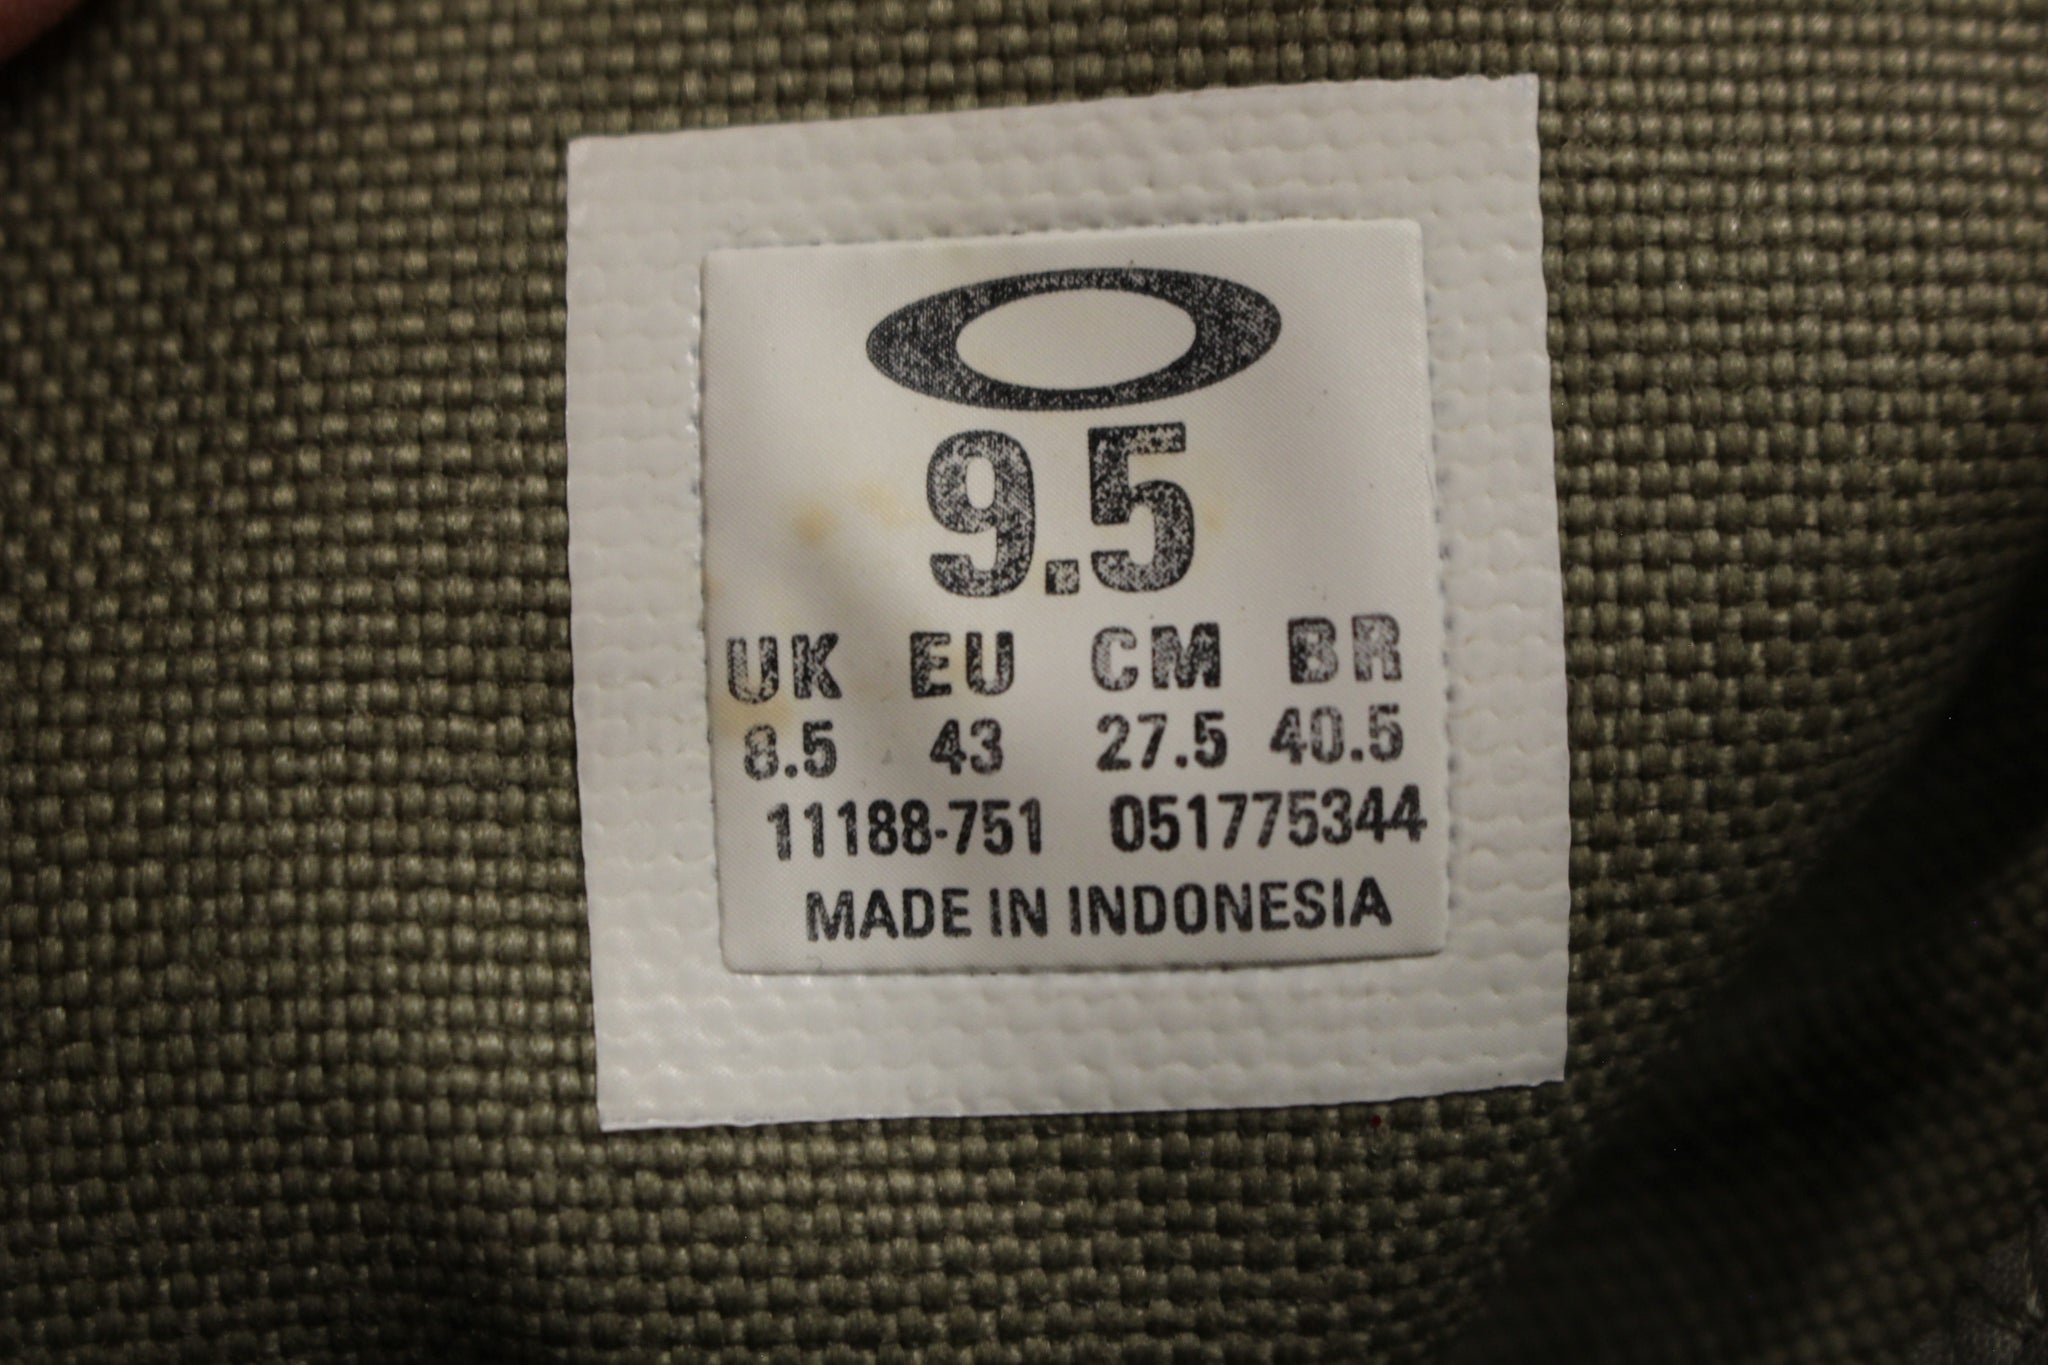 9.5
UK EU CM BR
8.5 43 27.5 40.5
11188-751 051775344
MADE IN INDONESIA